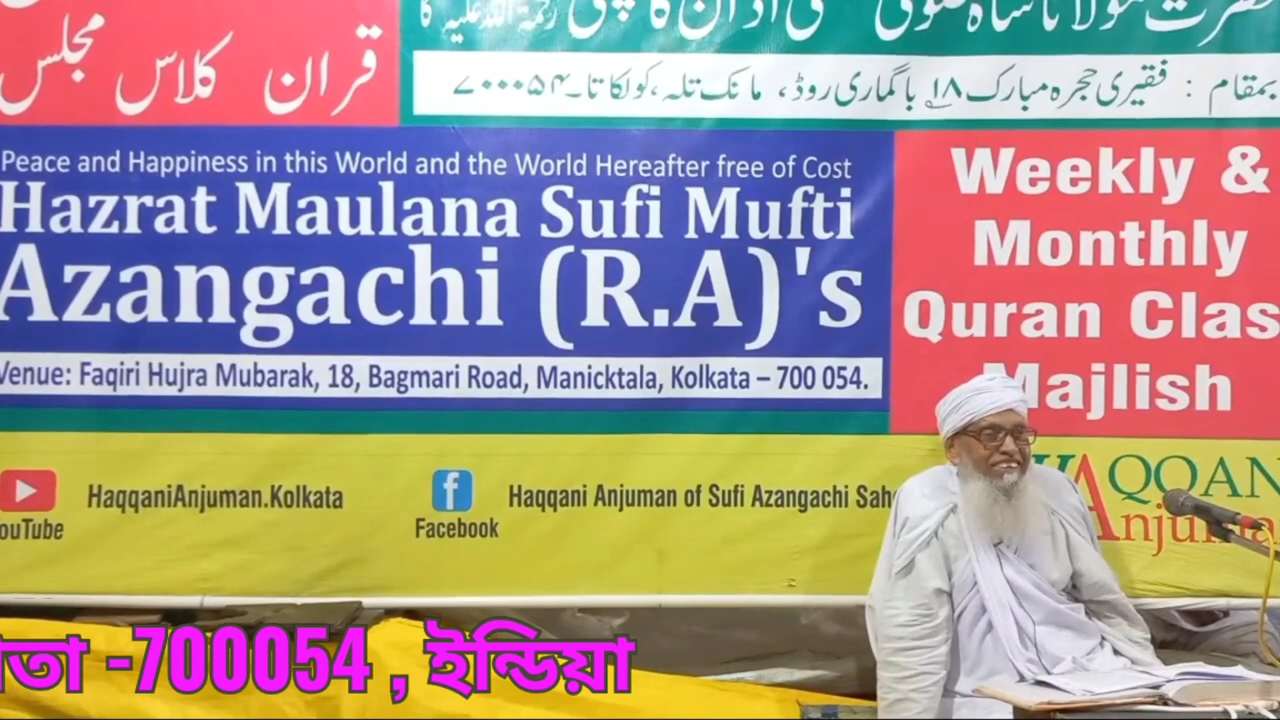 قران کلاس مجلس
بمقام : فقیری حجرہ مبارک ۱۸ باگماری روڈ، مانک تلہ، کولکاتا۔۷۰۰۰۵۴
Peace and Happiness in this World and the World Hereafter free of Cost
Hazrat Maulana Sufi Mufti
Azangachi (R.A)'s
Venue: Faqiri Hujra Mubarak, 18, Bagmari Road, Manicktala, Kolkata – 700 054.
Weekly &
Monthly
Quran Clas
Majlish
ouTube
HaqqaniAnjuman.Kolkata
Facebook
Haqqani Anjuman of Sufi Azangachi Sahe
AQQAN
Anjuma
তা -700054 , ইন্ডিয়া